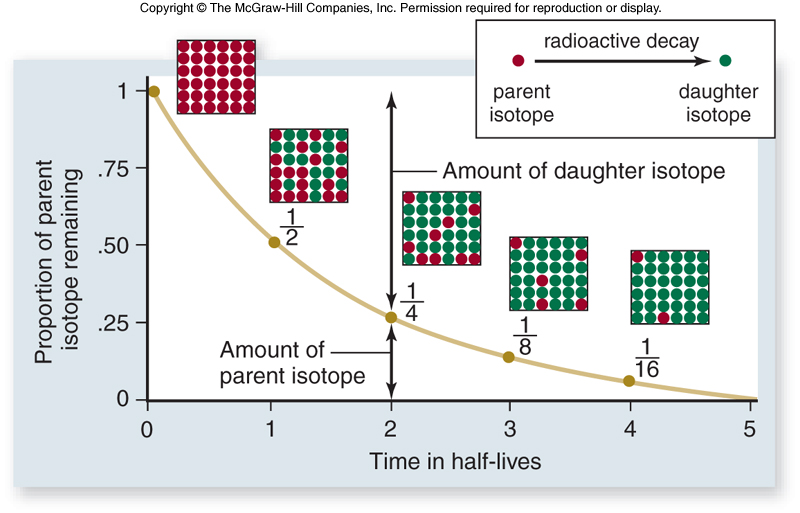 Copyright © The McGraw-Hill Companies, Inc. Permission required for reproduction or display.
radioactive decay
parent
isotope
daughter
isotope
Proportion of parent
isotope remaining
1
.75
.50
.25
0
1/2
Amount of daughter isotope
1/4
1/8
1/16
Amount of
parent isotope
0 1 2 3 4 5
Time in half-lives